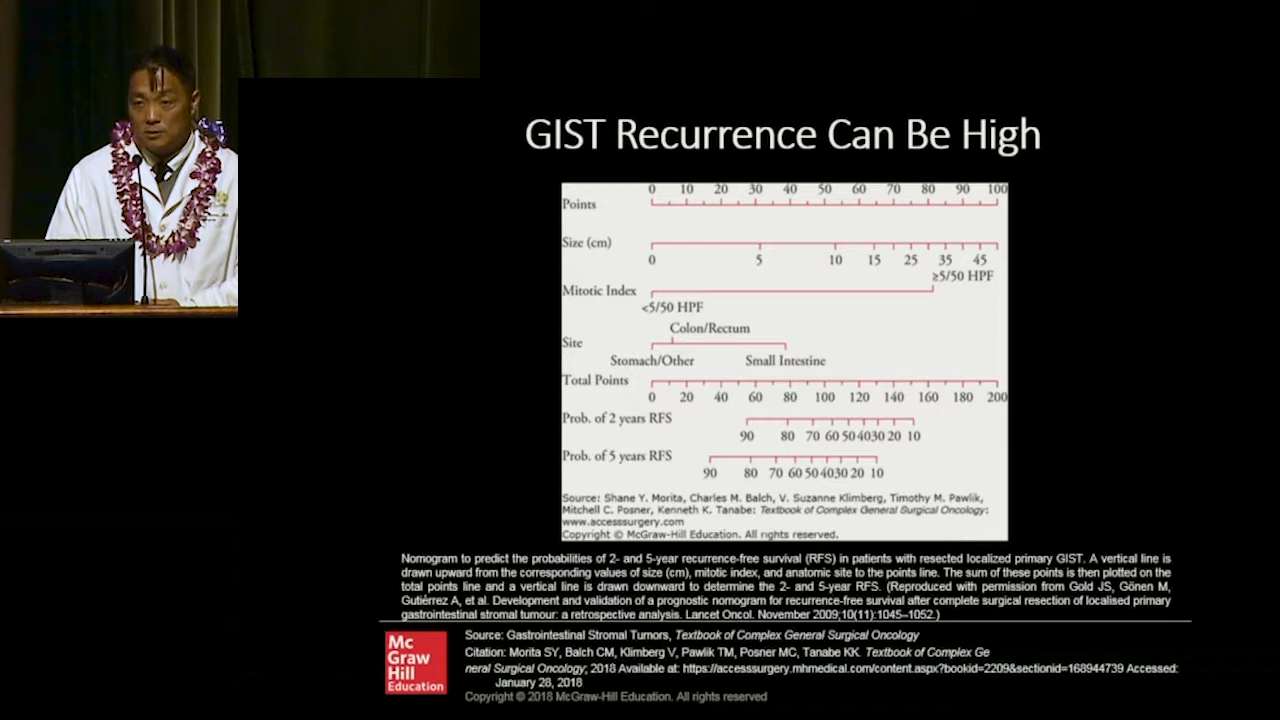 GIST Recurrence Can Be High
0 10 20 30 40 50 60 70 80 90 100
Points
Size (cm)
0 5 10 15 25 35 45
≥5/50 HPF
Mitotic Index
<5/50 HPF
Colon/Rectum
Site
Stomach/Other Small Intestine
Total Points
0 20 40 60 80 100 120 140 160 180 200
Prob. of 2 years RFS
90 80 70 60 50 40 30 20 10
Prob. of 5 years RFS
90 80 70 60 50 40 30 20 10
Source: Shane Y. Morita, Charles M. Balch, V. Suzanne Klimberg, Timothy M. Pawlik,
Mitchell C. Posner, Kenneth K. Tanabe: Textbook of Complex General Surgical Oncology:
www.accesssurgery.com
Copyright © McGraw-Hill Education. All rights reserved.
Nomogram to predict the probabilities of 2- and 5-year recurrence-free survival (RFS) in patients with resected localized primary GIST. A vertical line is
drawn upward from the corresponding values of size (cm), mitotic index, and anatomic site to the points line. The sum of these points is then plotted on the
total points line and a vertical line is drawn downward to determine the 2- and 5-year RFS. (Reproduced with permission from Gold JS, Gönen M,
Gutiérrez A, et al. Development and validation of a prognostic nomogram for recurrence-free survival after complete surgical resection of localised primary
gastrointestinal stromal tumour: a retrospective analysis. Lancet Oncol. November 2009;10(11):1045–1052.)
Mc
Graw
Hill
Education
Source: Gastrointestinal Stromal Tumors, Textbook of Complex General Surgical Oncology
Citation: Morita SY, Balch CM, Klimberg V, Pawlik TM, Posner MC, Tanabe KK. Textbook of Complex Ge
neral Surgical Oncology; 2018 Available at: https://accesssurgery.mhmedical.com/content.aspx?bookid=2209&sectionid=168944739 Accessed:
January 28, 2018
Copyright © 2018 McGraw-Hill Education. All rights reserved